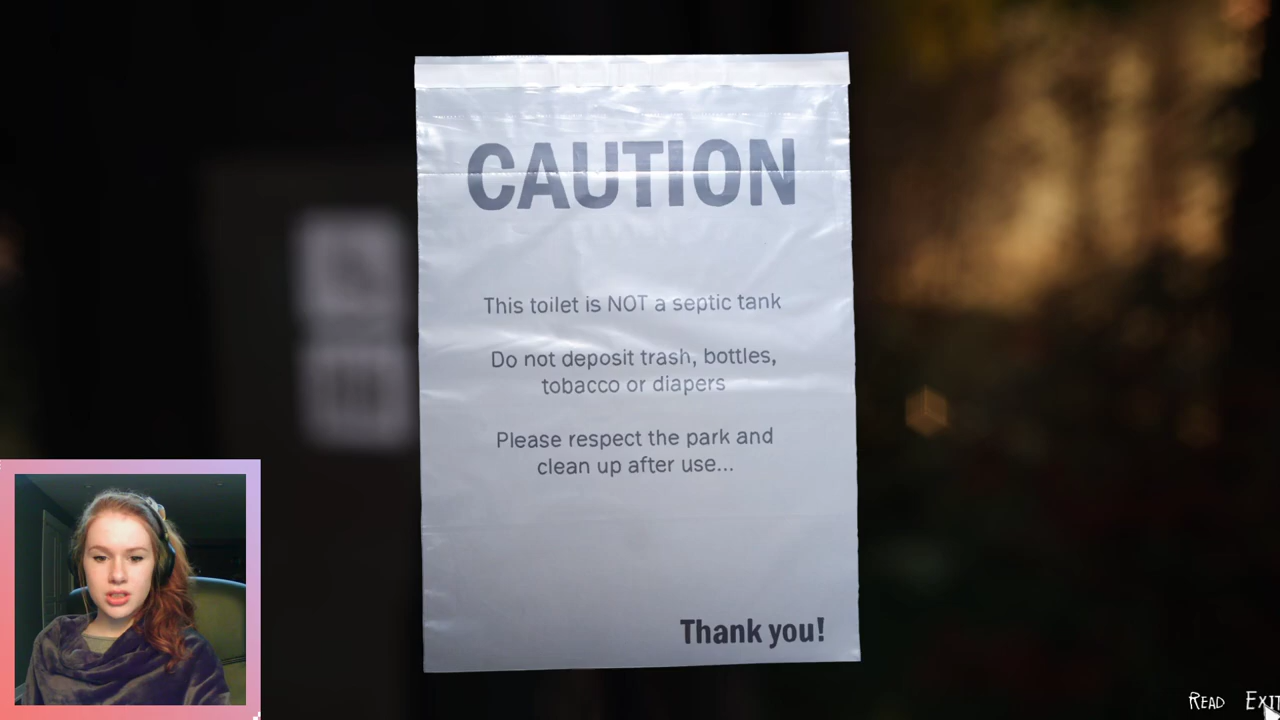 CAUTION
This toilet is NOT a septic tank
Do not deposit trash, bottles,
tobacco or diapers
Please respect the park and
clean up after use...
Thank you!
READ EXIT